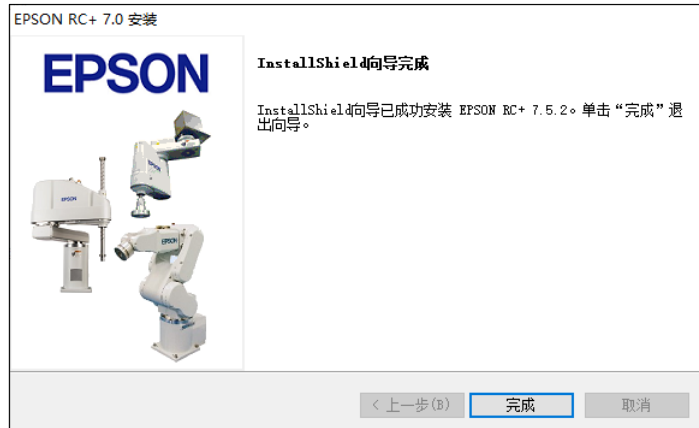 EPSON RC+ 7.0 安装
EPSON
InstallShield向导完成
InstallShield向导已成功安装 EPSON RC+ 7.5.2。单击“完成”退
出向导。
EPSON
EPSON
EPSON
< 上一步(B)
完成
取消